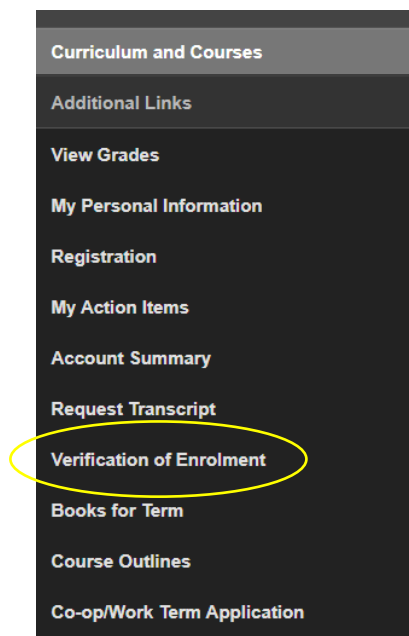 Curriculum and Courses
Additional Links
View Grades
My Personal Information
Registration
My Action Items
Account Summary
Request Transcript
Verification of Enrolment
Books for Term
Course Outlines
Co-op/Work Term Application